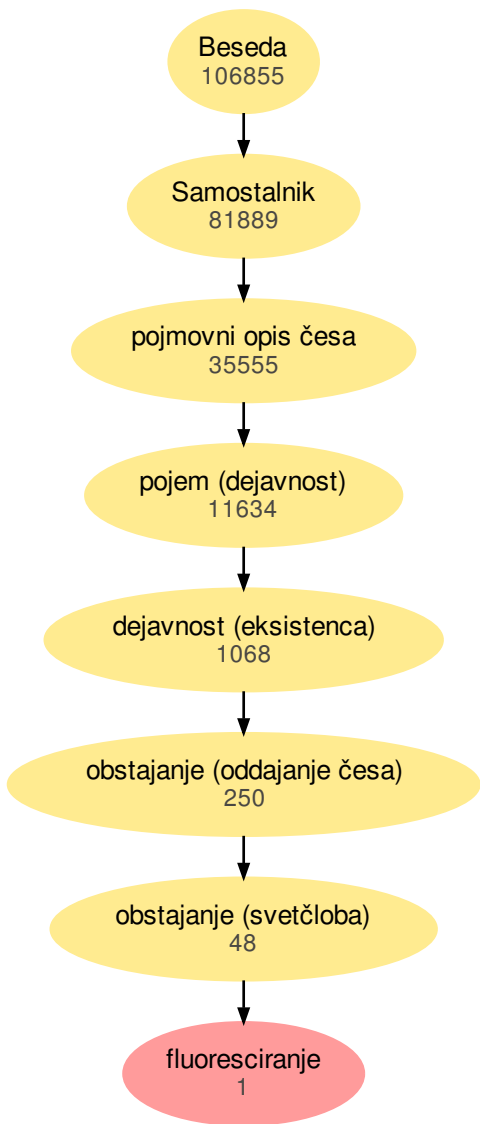 Beseda
106855
Samostalnik
81889
pojmovni opis česa
35555
pojem (dejavnost)
11634
dejavnost (eksistenca)
1068
obstajanje (oddajanje česa)
250
obstajanje (svetčloba)
48
fluoresciranje
1